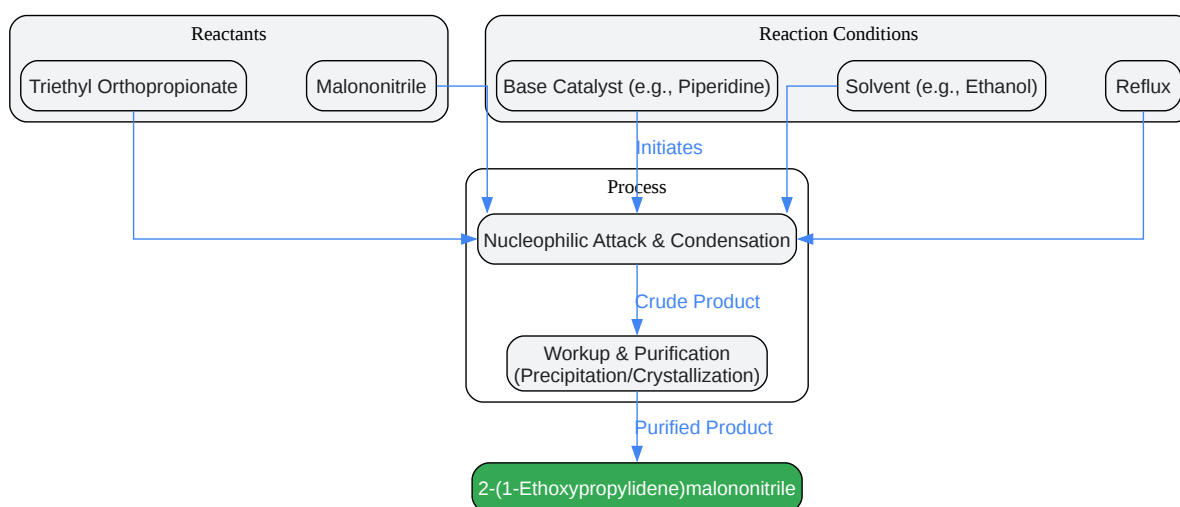 Reactants
Reaction Conditions
Triethyl Orthopropionate
Malononitrile
Base Catalyst (e.g., Piperidine)
Solvent (e.g., Ethanol)
Reflux
Initiates
Process
Nucleophilic Attack & Condensation
Crude Product
Workup & Purification
(Precipitation/Crystallization)
Purified Product
2-(1-Ethoxypropylidene)malononitrile